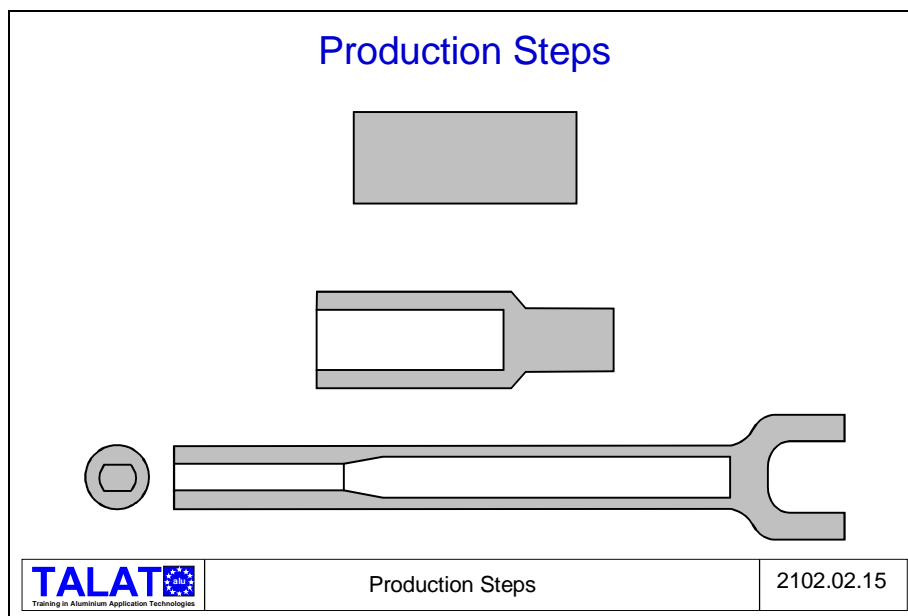 Production Steps
TALAT
alu
Training in Aluminium Application Technologies
Production Steps
2102.02.15